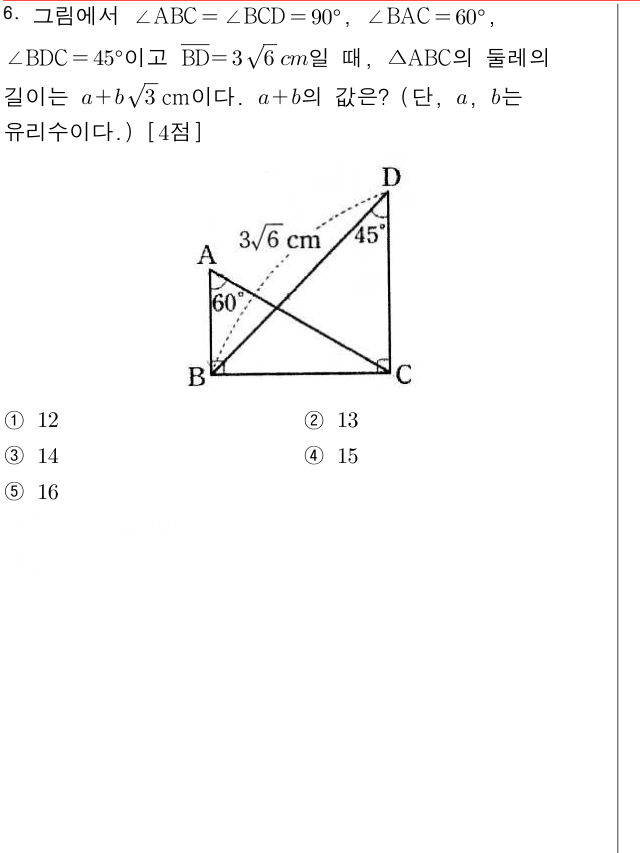 6. 그림에서 ∠ABC = ∠BCD = 90°, ∠BAC = 60°,
∠BDC = 45°이고 BD = 3√6 cm일 때, △ABC의 둘레의
길이는 a+b√3 cm이다. a+b의 값은? (단, a, b는
유리수이다.) [4점]
D
3√6 cm
45°
A
60°
B
C
① 12
② 13
③ 14
④ 15
⑤ 16